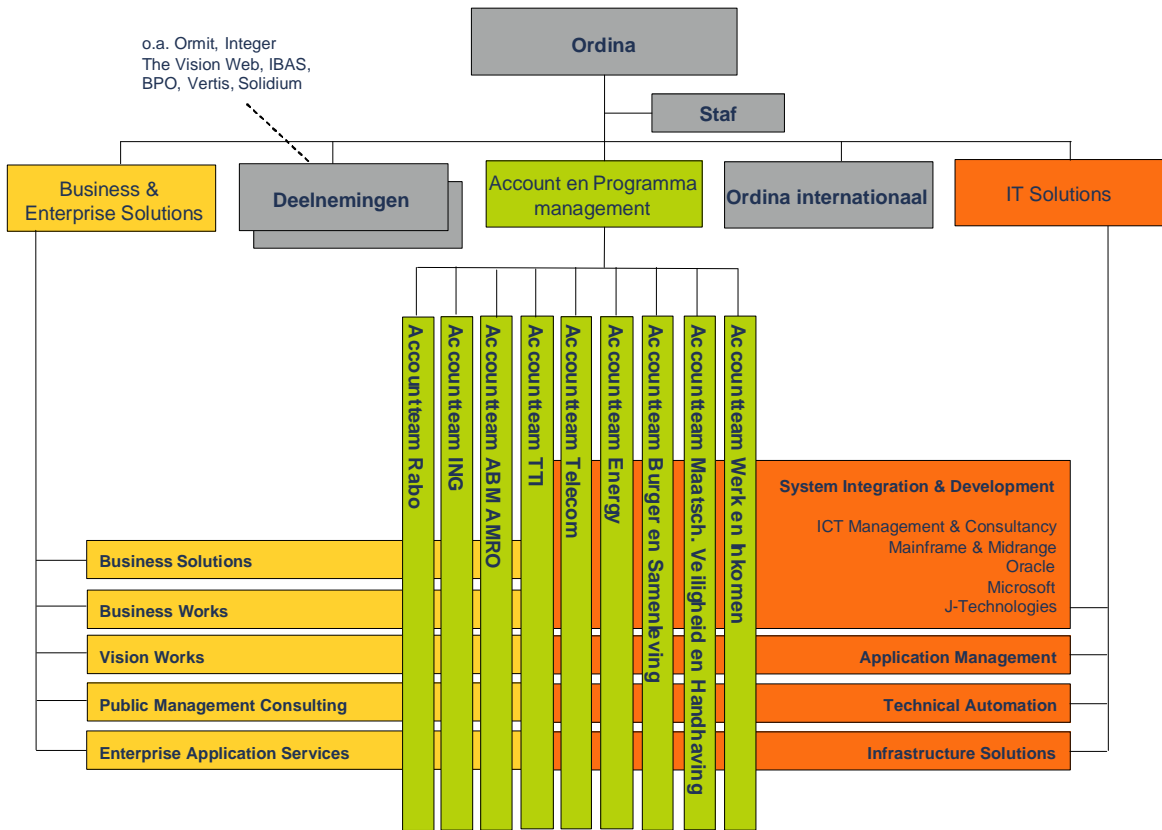 o.a. Ormit, Integer
The Vision Web, IBAS,
BPO, Vertis, Solidium
Ordina
Staf
Business &
Enterprise Solutions
Deelnemingen
Account en Programma
management
Ordina internationaal
IT Solutions
Accountteam Rabo
Accountteam ING
Accountteam ABM AMRO
Accountteam TTI
Accountteam Telecom
Accountteam Energy
Accountteam Burger en Samenleving
Accountteam Maatsch. Veiligheid en Handhaving
Accountteam Werk en Inkomen
Business Solutions
Business Works
Vision Works
Public Management Consulting
Enterprise Application Services
System Integration & Development
ICT Management & Consultancy
Mainframe & Midrange
Oracle
Microsoft
J-Technologies
Application Management
Technical Automation
Infrastructure Solutions